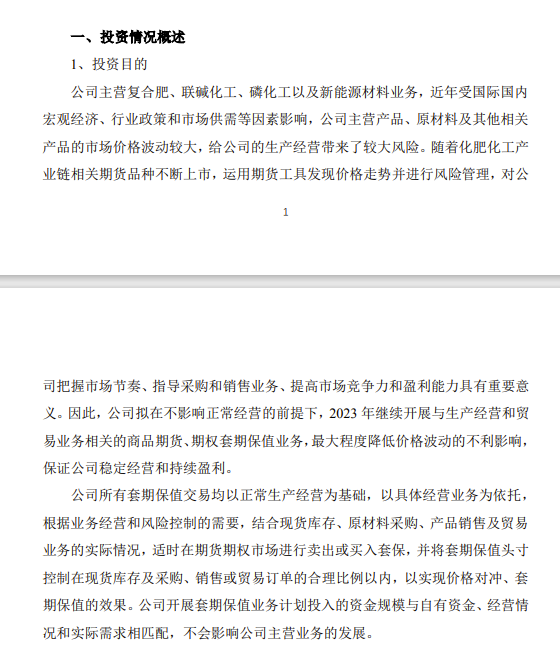 一、投资情况概述
1、投资目的
公司主营复合肥、联碱化工、磷化工以及新能源材料业务，近年受国际国内
宏观经济、行业政策和市场供需等因素影响，公司主营产品、原材料及其他相关
产品的市场价格波动较大，给公司的生产经营带来了较大风险。随着化肥化工产
业链相关期货品种不断上市，运用期货工具发现价格走势并进行风险管理，对公
1
司把握市场节奏、指导采购和销售业务、提高市场竞争力和盈利能力具有重要意
义。因此，公司拟在不影响正常经营的前提下，2023 年继续开展与生产经营和贸
易业务相关的商品期货、期权套期保值业务，最大程度降低价格波动的不利影响，
保证公司稳定经营和持续盈利。
公司所有套期保值交易均以正常生产经营为基础，以具体经营业务为依托，
根据业务经营和风险控制的需要，结合现货库存、原材料采购、产品销售及贸易
业务的实际情况，适时在期货期权市场进行卖出或买入套保，并将套期保值头寸
控制在现货库存及采购、销售或贸易订单的合理比例以内，以实现价格对冲、套
期保值的效果。公司开展套期保值业务计划投入的资金规模与自有资金、经营情
况和实际需求相匹配，不会影响公司主营业务的发展。